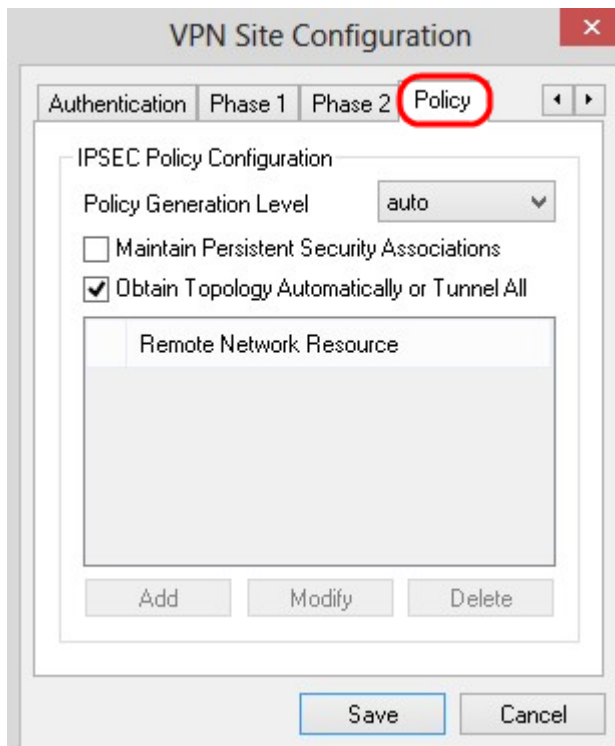 VPN Site Configuration
Authentication Phase 1 Phase 2 Policy
IPSEC Policy Configuration
Policy Generation Level auto
Maintain Persistent Security Associations
Obtain Topology Automatically or Tunnel All
Remote Network Resource
Add Modify Delete
Save Cancel